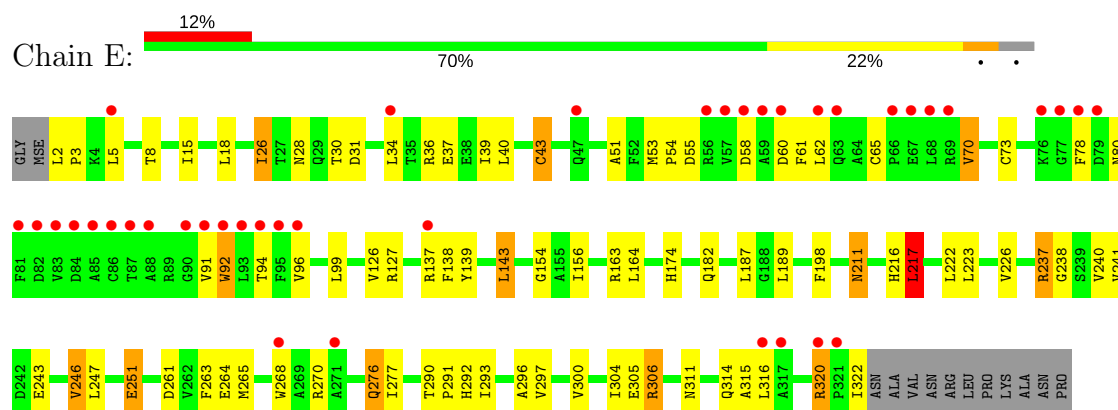 12%
Chain E:
70% 22% • •
GLY MSE L2 P3 K4 L5 T8 I15 L18 I26 T27 N28 Q29 T30 D31 L34 T35 R36 E37 E38 I39 L40 C43 Q47 A51 F52 M53 P54 D55 R56 V57 D58 A59 D60 F61 L62 Q63 A64 C65 P66 E67 L68 R69 V70 C73 K76 G77 F78 D79 N80
F81 D82 V83 D84 A85 C86 T87 A88 R89 G90 V91 W92 L93 T94 F95 V96 L99 V126 R127 R137 F138 Y139 L143 G154 A155 I156 R163 L164 H174 Q182 L187 G188 L189 F198 N211 H216 L217 L222 L223 V226 R237 G238 S239 V240
D242 E243 V246 L247 E251 D261 V262 F263 E264 M265 W268 A269 R270 A271 Q276 I277 T290 P291 H292 I293 A296 V297 V300 I304 E305 R306 N311 Q314 A315 L316 A317 R320 P321 I322 ASN ALA VAL ASN ARG LEU PRO LYS ALA ASN PRO